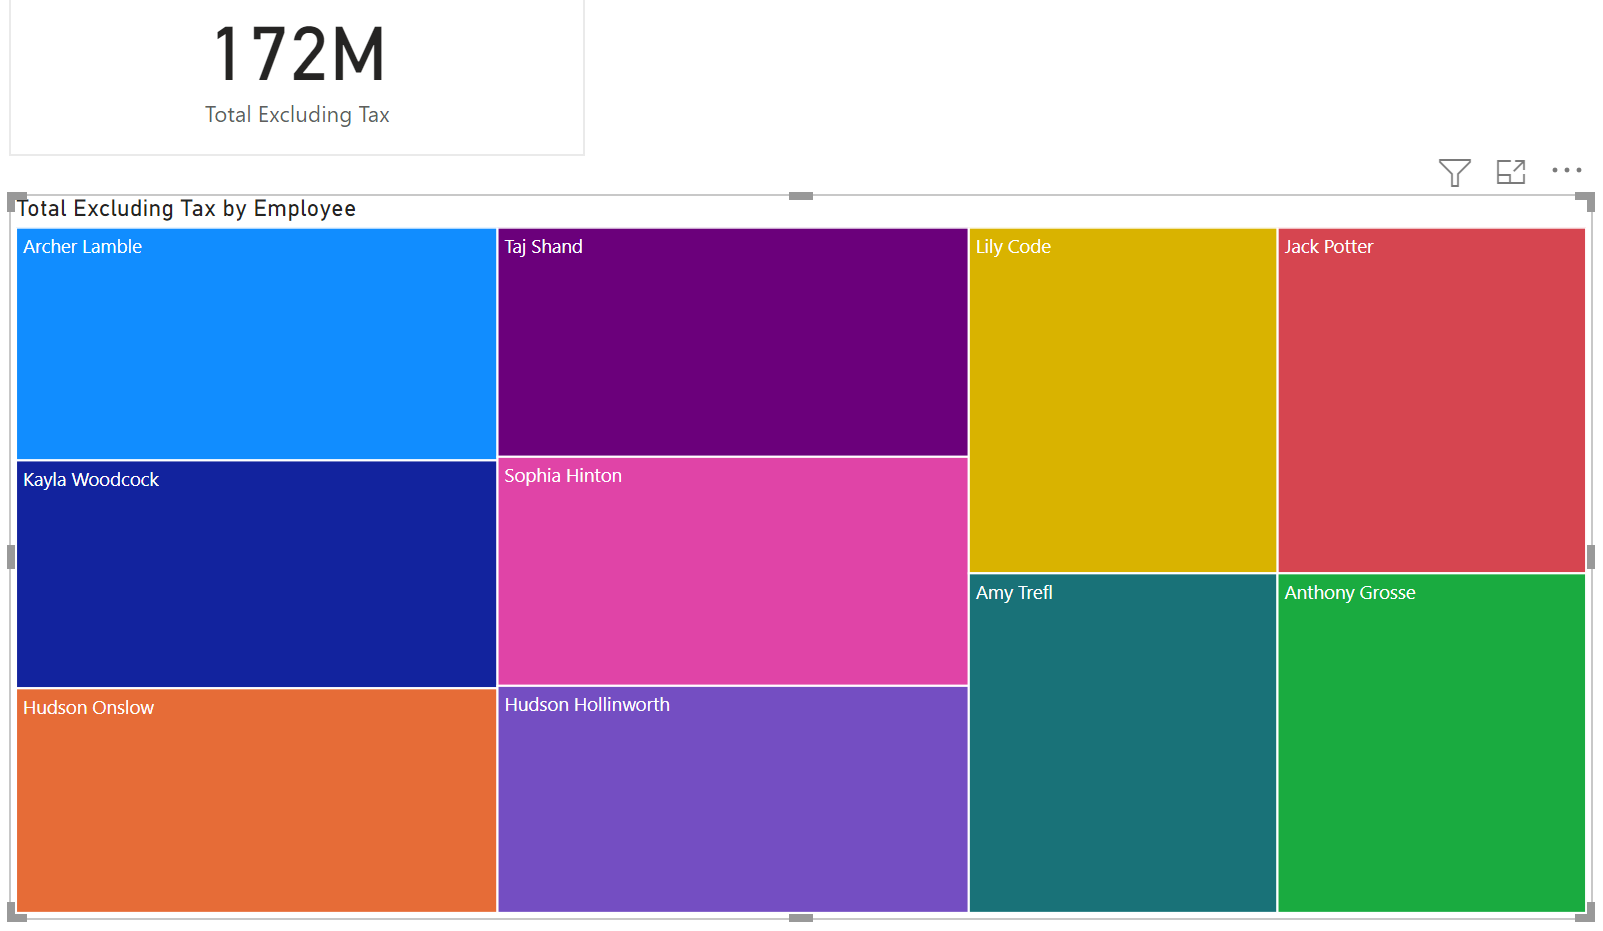 172M
Total Excluding Tax
Total Excluding Tax by Employee
Archer Lamble
Taj Shand
Lily Code
Jack Potter
Kayla Woodcock
Sophia Hinton
Amy Trefl
Anthony Grosse
Hudson Onslow
Hudson Hollinworth